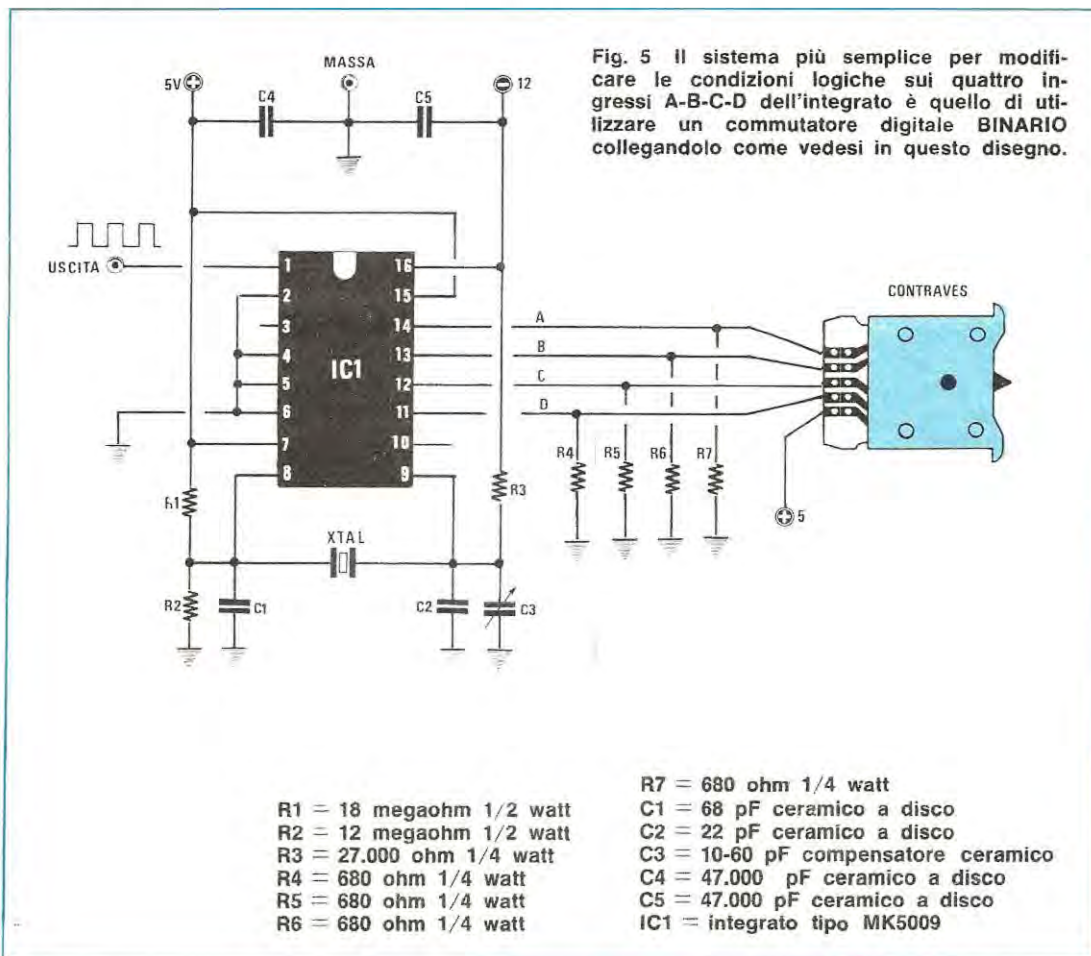 Fig. 5 Il sistema più semplice per modifi-
care le condizioni logiche sui quattro in-
gressi A-B-C-D dell'integrato è quello di uti-
lizzare un commutatore digitale BINARIO
collegandolo come vedesi in questo disegno.
5V
MASSA
12
C4
C5
USCITA
CONTRAVES
1
2
3
4
5
6
7
8
IC1
16
15
14
13
12
11
10
9
A
B
C
D
R4
R5
R6
R7
5
R1
R3
XTAL
R2
C1
C2
C3
R1 = 18 megaohm 1/2 watt
R2 = 12 megaohm 1/2 watt
R3 = 27.000 ohm 1/4 watt
R4 = 680 ohm 1/4 watt
R5 = 680 ohm 1/4 watt
R6 = 680 ohm 1/4 watt
R7 = 680 ohm 1/4 watt
C1 = 68 pF ceramico a disco
C2 = 22 pF ceramico a disco
C3 = 10-60 pF compensatore ceramico
C4 = 47.000 pF ceramico a disco
C5 = 47.000 pF ceramico a disco
IC1 = integrato tipo MK5009